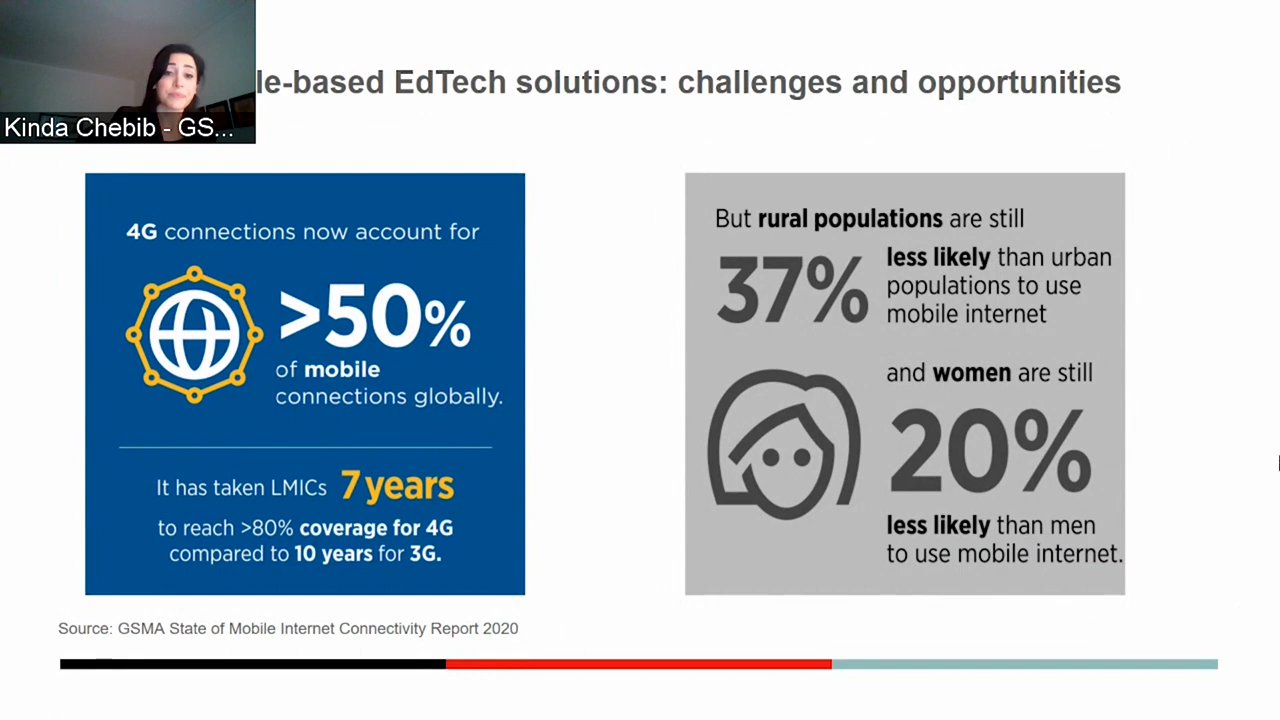 le-based EdTech solutions: challenges and opportunities
Kinda Chebib - GS...
4G connections now account for
>50%
of mobile
connections globally.
It has taken LMICs 7 years
to reach >80% coverage for 4G
compared to 10 years for 3G.
But rural populations are still
37%
less likely than urban
populations to use
mobile internet
and women are still
20%
less likely than men
to use mobile internet.
Source: GSMA State of Mobile Internet Connectivity Report 2020